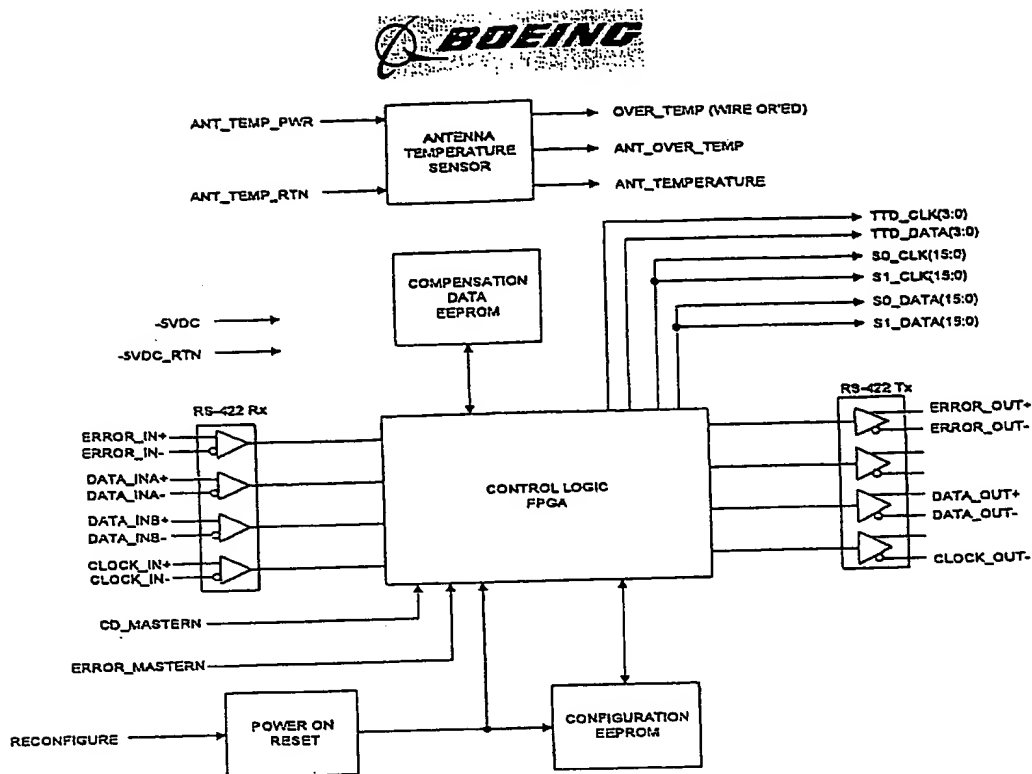 BOEING
ANT_TEMP_PWR
ANT_TEMP_RTN
ANTENNA
TEMPERATURE
SENSOR
OVER_TEMP (WIRE OR'ED)
ANT_OVER_TEMP
ANT_TEMPERATURE
TTD_CLK(3:0)
TTD_DATA(3:0)
S0_CLK(15:0)
S1_CLK(15:0)
S0_DATA(15:0)
S1_DATA(15:0)
COMPENSATION
DATA
EEPROM
-5VDC
-5VDC_RTN
RS-422 Rx
ERROR_IN+
ERROR_IN-
DATA_INA+
DATA_INA-
DATA_INB+
DATA_INB-
CLOCK_IN+
CLOCK_IN-
CONTROL LOGIC
FPGA
RS-422 Tx
ERROR_OUT+
ERROR_OUT-
DATA_OUT+
DATA_OUT-
CLOCK_OUT-
CD_MASTERN
ERROR_MASTERN
RECONFIGURE
POWER ON
RESET
CONFIGURATION
EEPROM